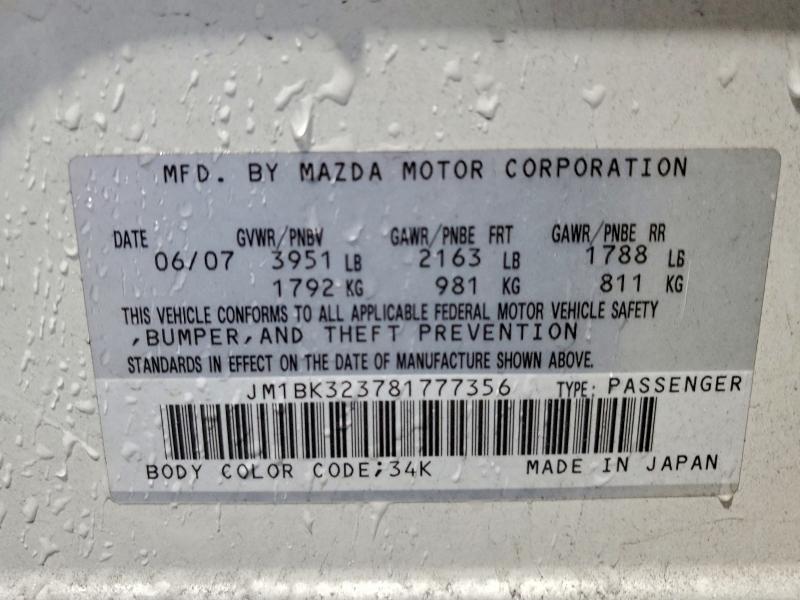 MFD. BY MAZDA MOTOR CORPORATION
DATE GVWR/PNBV GAWR/PNBE FRT GAWR/PNBE RR
06/07 3951 LB 2163 LB 1788 LB
1792 KG 981 KG 811 KG
THIS VEHICLE CONFORMS TO ALL APPLICABLE FEDERAL MOTOR VEHICLE SAFETY
,BUMPER,AND THEFT PREVENTION
STANDARDS IN EFFECT ON THE DATE OF MANUFACTURE SHOWN ABOVE.
JM1BK323781777356 TYPE: PASSENGER
BODY COLOR CODE;34K MADE IN JAPAN